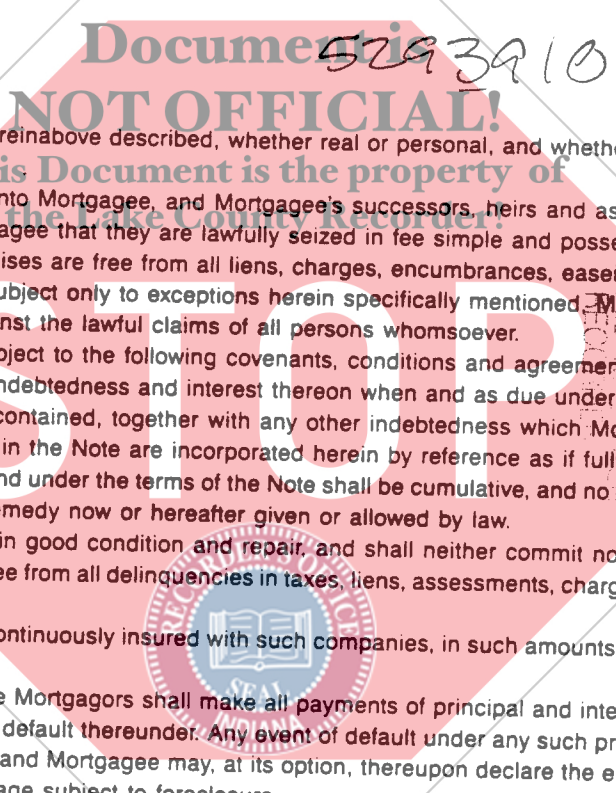 Document is
5293910
NOT OFFICIAL!
reinabove described, whether real or personal, and wheth
is Document is the property of
nto Mortgagee, and Mortgagee's successors, heirs and as
the Lake County Recorder!
agee that they are lawfully seized in fee simple and posse
ises are free from all liens, charges, encumbrances, ease
ubject only to exceptions herein specifically mentioned. M
nst the lawful claims of all persons whomsoever.
STOP
bject to the following covenants, conditions and agreemen
ndebtedness and interest thereon when and as due under
contained, together with any other indebtedness which Mo
in the Note are incorporated herein by reference as if full
nd under the terms of the Note shall be cumulative, and no
emedy now or hereafter given or allowed by law.
in good condition and repair, and shall neither commit no
ee from all delinquencies in taxes, liens, assessments, charg
RECORDER'S OFFICE
ontinuously insured with such companies, in such amounts
SEAL
INDIANA
e Mortgagors shall make all payments of principal and inte
default thereunder. Any event of default under any such pr
and Mortgagee may, at its option, thereupon declare the e
age subject to foreclosure